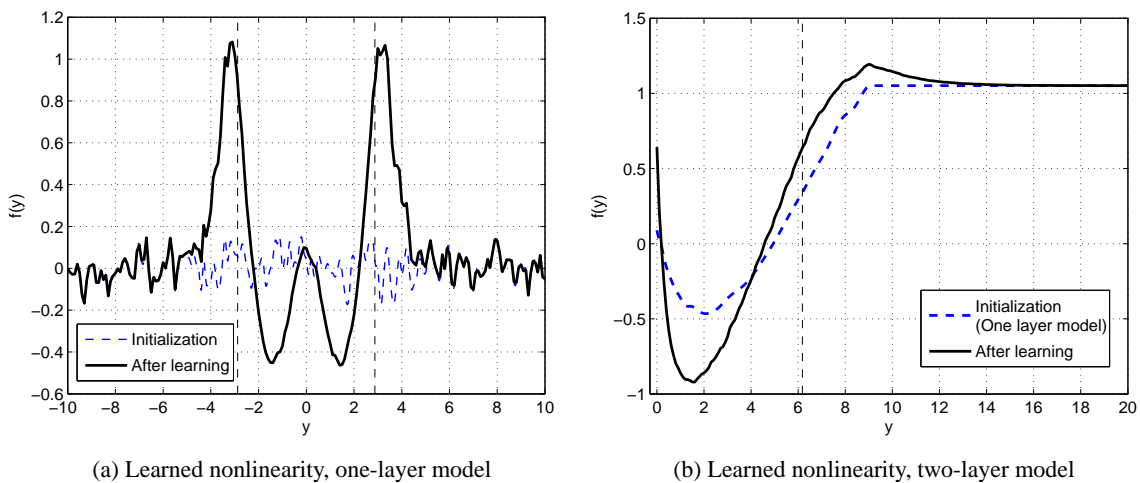 1.2
1
0.8
0.6
0.4
0.2
0
−0.2
−0.4
−0.6
f(y)
Initialization
After learning
−10 −8 −6 −4 −2 0 2 4 6 8 10
y
(a) Learned nonlinearity, one-layer model
1.5
1
0.5
0
−0.5
−1
f(y)
Initialization
(One layer model)
After learning
0 2 4 6 8 10 12 14 16 18 20
y
(b) Learned nonlinearity, two-layer model